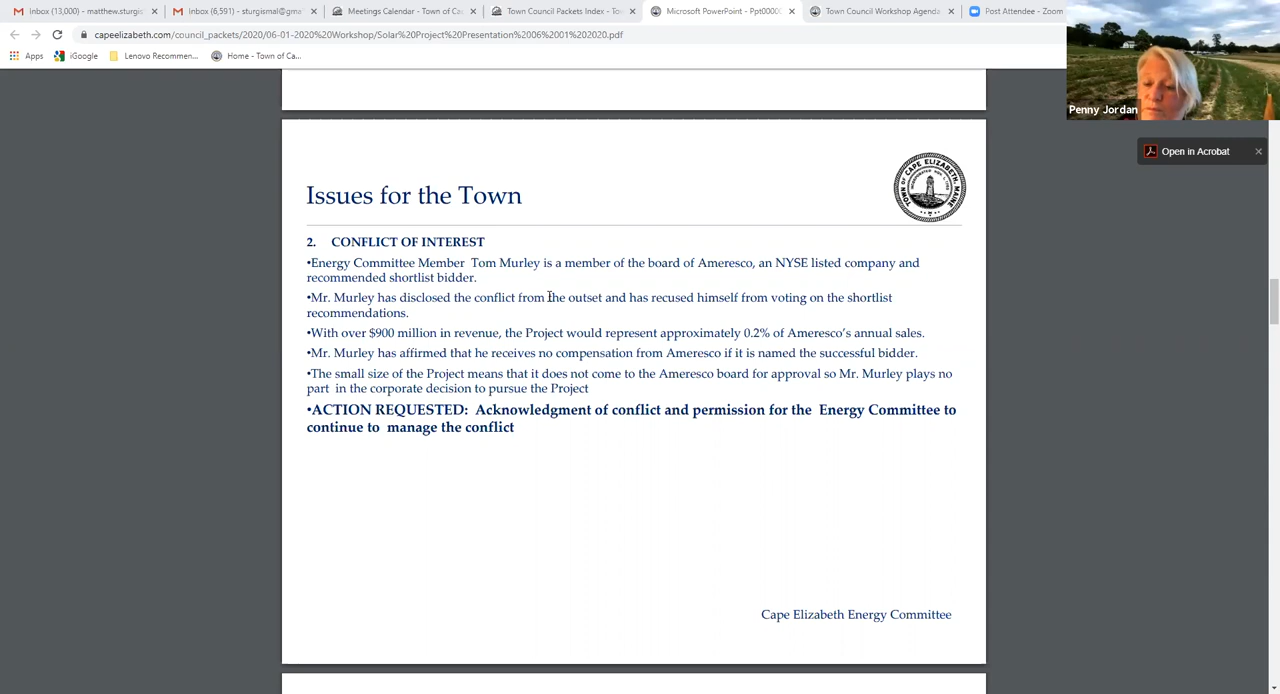 Inbox (13,000) - matthew.sturgis
Inbox (6,591) - sturgismal@gma
Meetings Calendar - Town of Ca
Town Council Packets Index - To
Microsoft PowerPoint - Ppt0000
Town Council Workshop Agenda
Post Attendee - Zoom
capeelizabeth.com/council_packets/2020/06-01-2020%20Workshop/Solar%20Project%20Presentation%2006%2001%202020.pdf
Apps
iGoogle
Lenovo Recommen...
Home - Town of Ca...
Penny Jordan
Open in Acrobat
Issues for the Town
TOWN OF CAPE ELIZABETH, MAINE
2. CONFLICT OF INTEREST
•Energy Committee Member Tom Murley is a member of the board of Ameresco, an NYSE listed company and
recommended shortlist bidder.
•Mr. Murley has disclosed the conflict from the outset and has recused himself from voting on the shortlist
recommendations.
•With over $900 million in revenue, the Project would represent approximately 0.2% of Ameresco's annual sales.
•Mr. Murley has affirmed that he receives no compensation from Ameresco if it is named the successful bidder.
•The small size of the Project means that it does not come to the Ameresco board for approval so Mr. Murley plays no
part in the corporate decision to pursue the Project
•ACTION REQUESTED: Acknowledgment of conflict and permission for the Energy Committee to
continue to manage the conflict
Cape Elizabeth Energy Committee